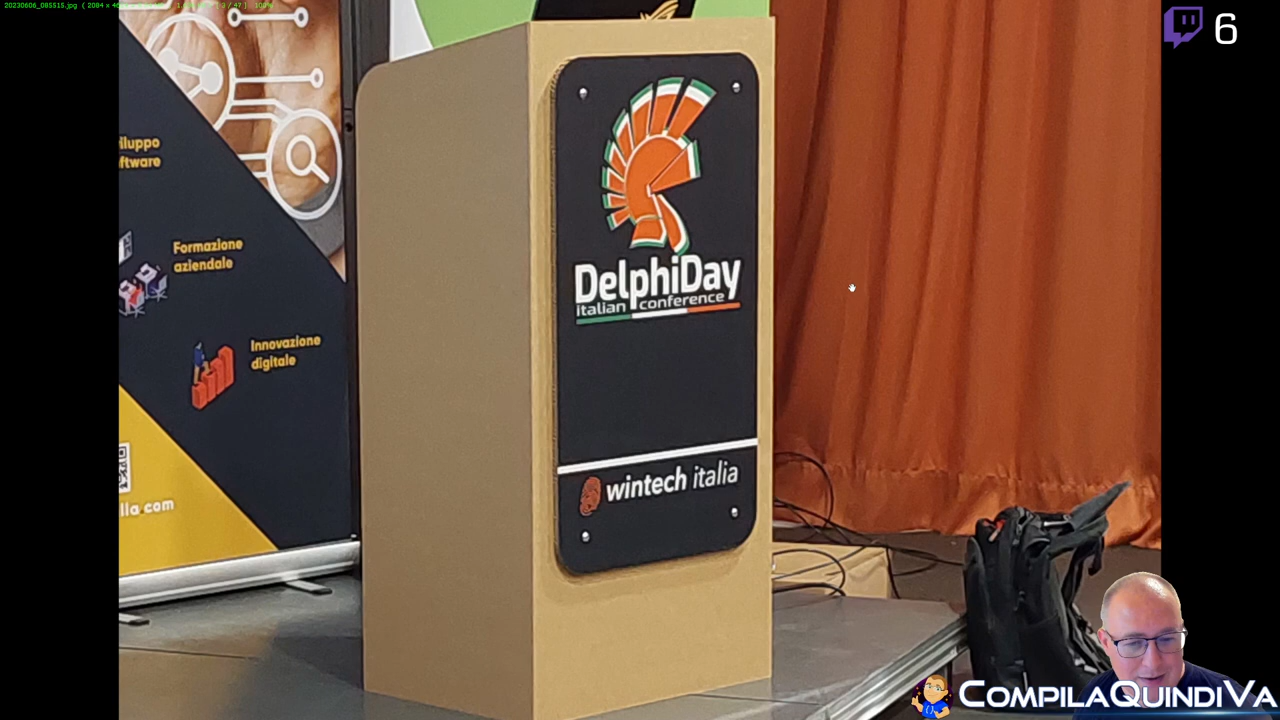 6
iluppo
ftware
Formazione
aziendale
Innovazione
digitale
lla.com
DelphiDay
italian conference
wintech italia
COMPILAQUINDIVA